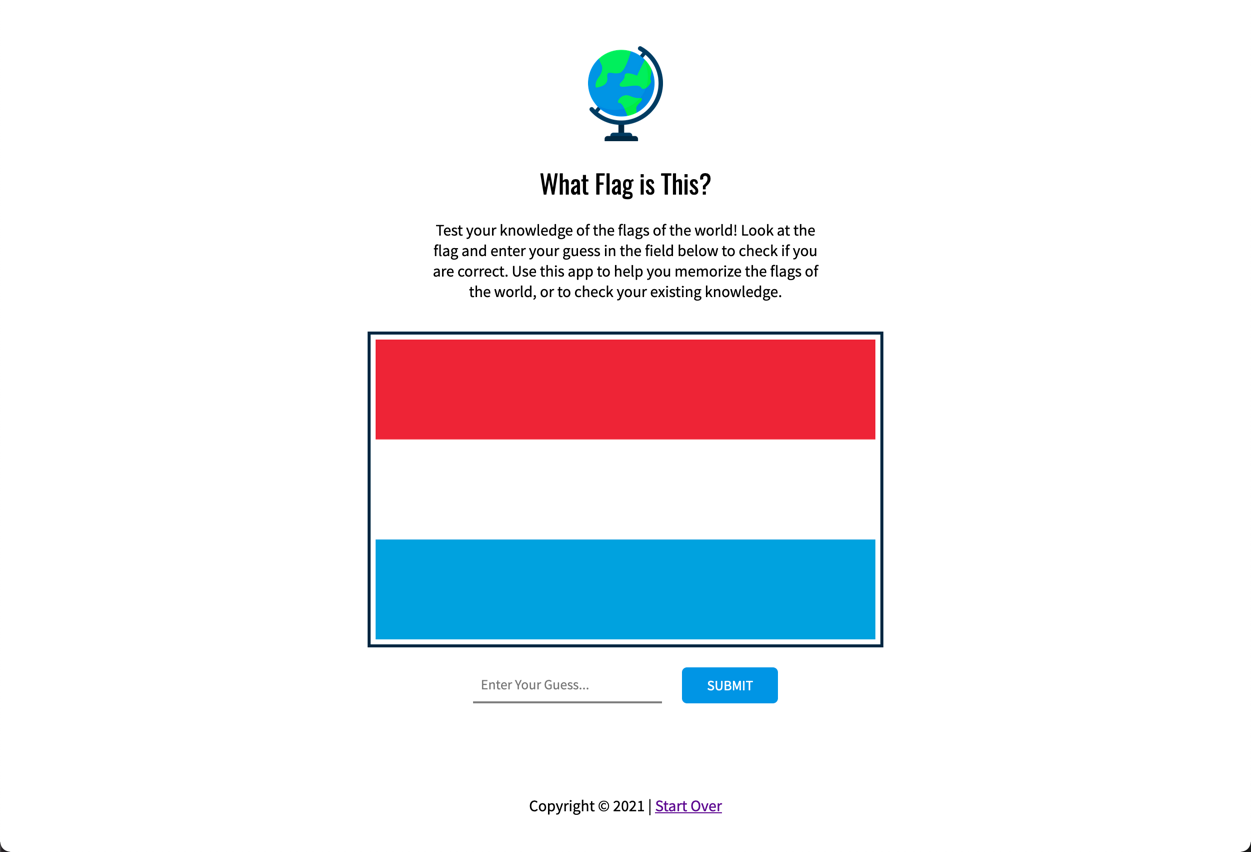 What Flag is This?
Test your knowledge of the flags of the world! Look at the
flag and enter your guess in the field below to check if you
are correct. Use this app to help you memorize the flags of
the world, or to check your existing knowledge.
Enter Your Guess...
SUBMIT
Copyright © 2021 | Start Over